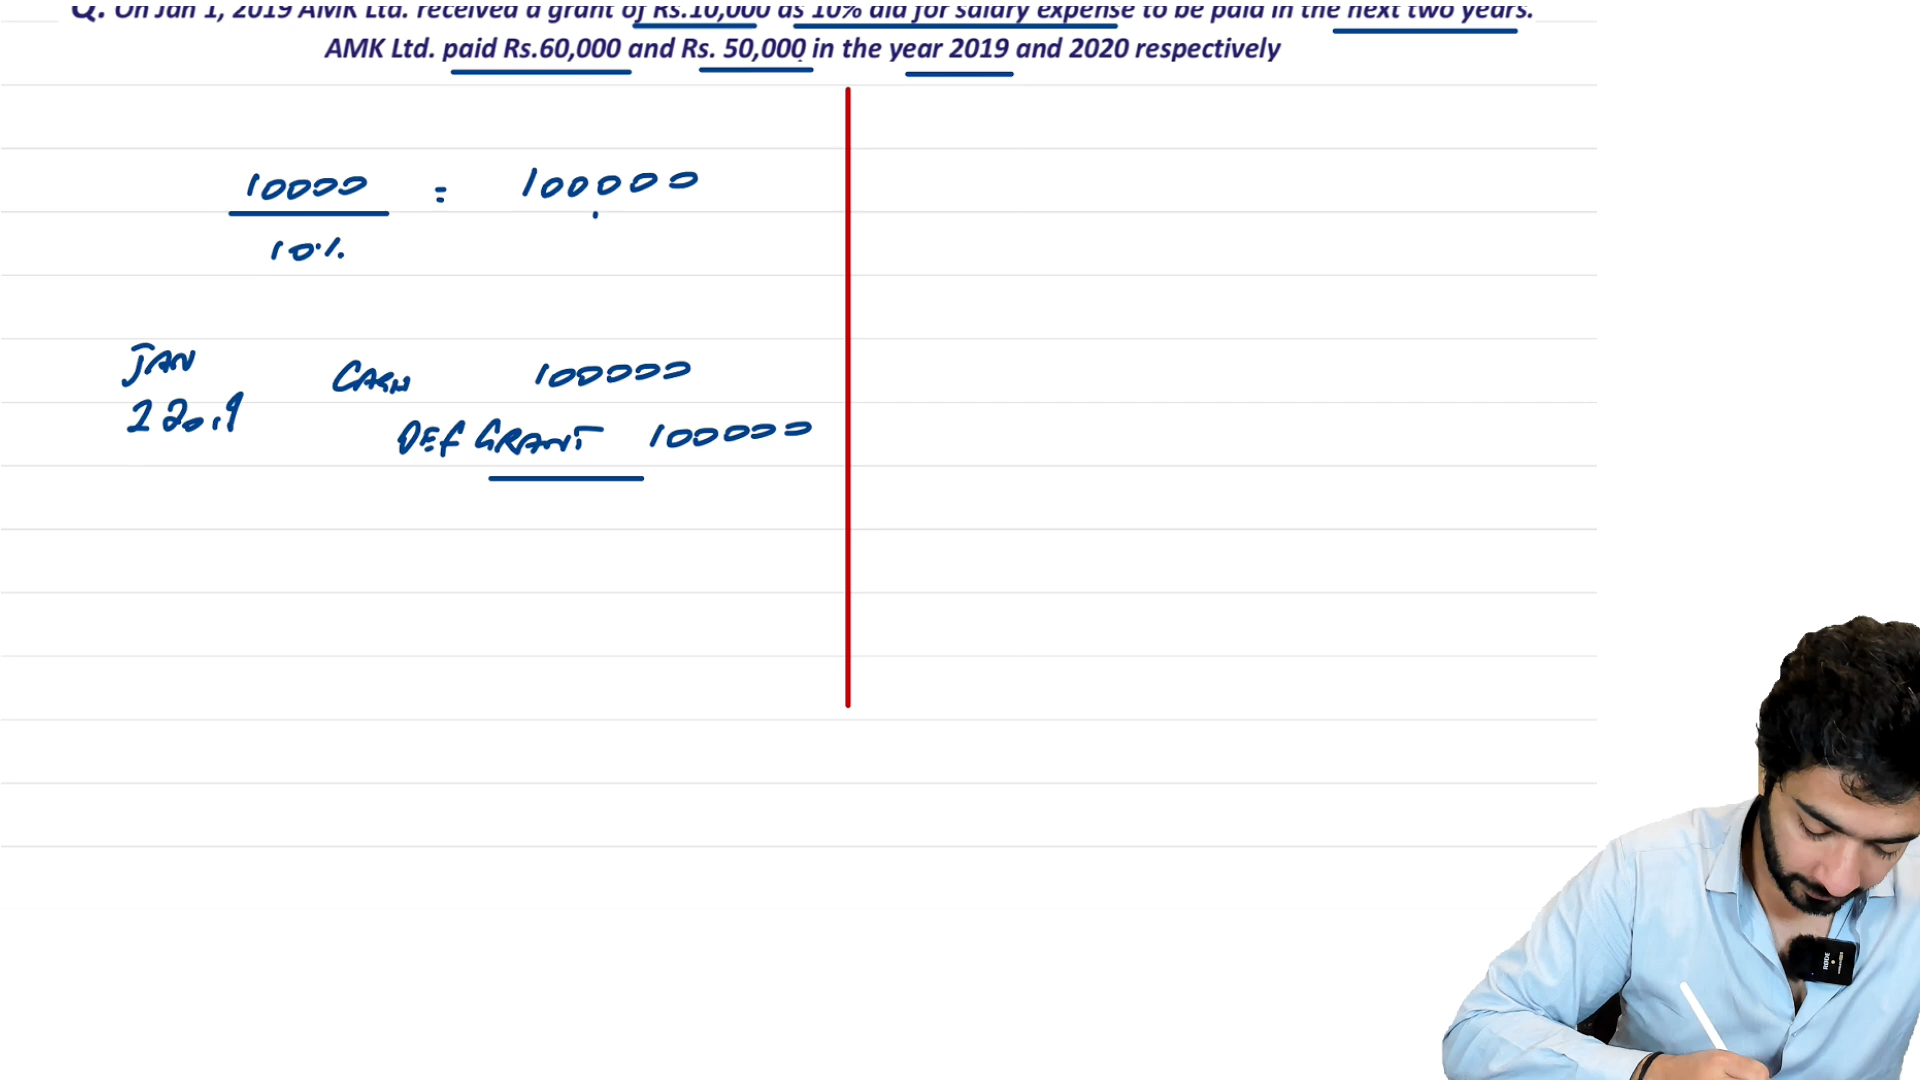 Q. On Jan 1, 2019 AMK Ltd. received a grant of Rs.10,000 as 10% aid for salary expense to be paid in the next two years.
AMK Ltd. paid Rs.60,000 and Rs. 50,000 in the year 2019 and 2020 respectively
10000 = 100000
10%
JAN CASH 100000
1 2019
DEF GRANT 100000
RODE